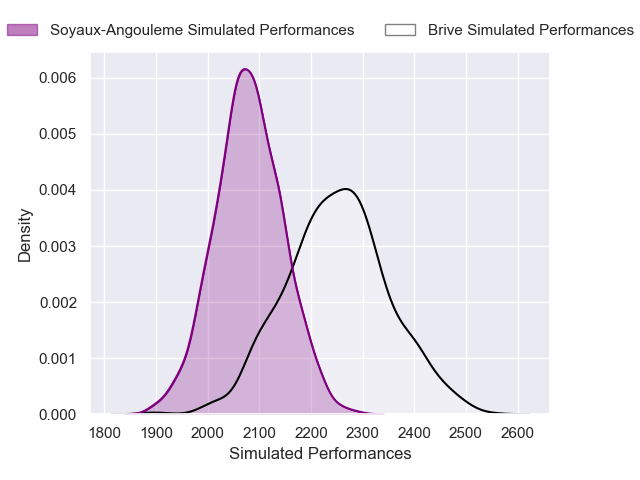 Soyaux-Angouleme Simulated Performances
Brive Simulated Performances
0.006
0.005
0.004
0.003
0.002
0.001
0.000
Density
1800 1900 2000 2100 2200 2300 2400 2500 2600
Simulated Performances